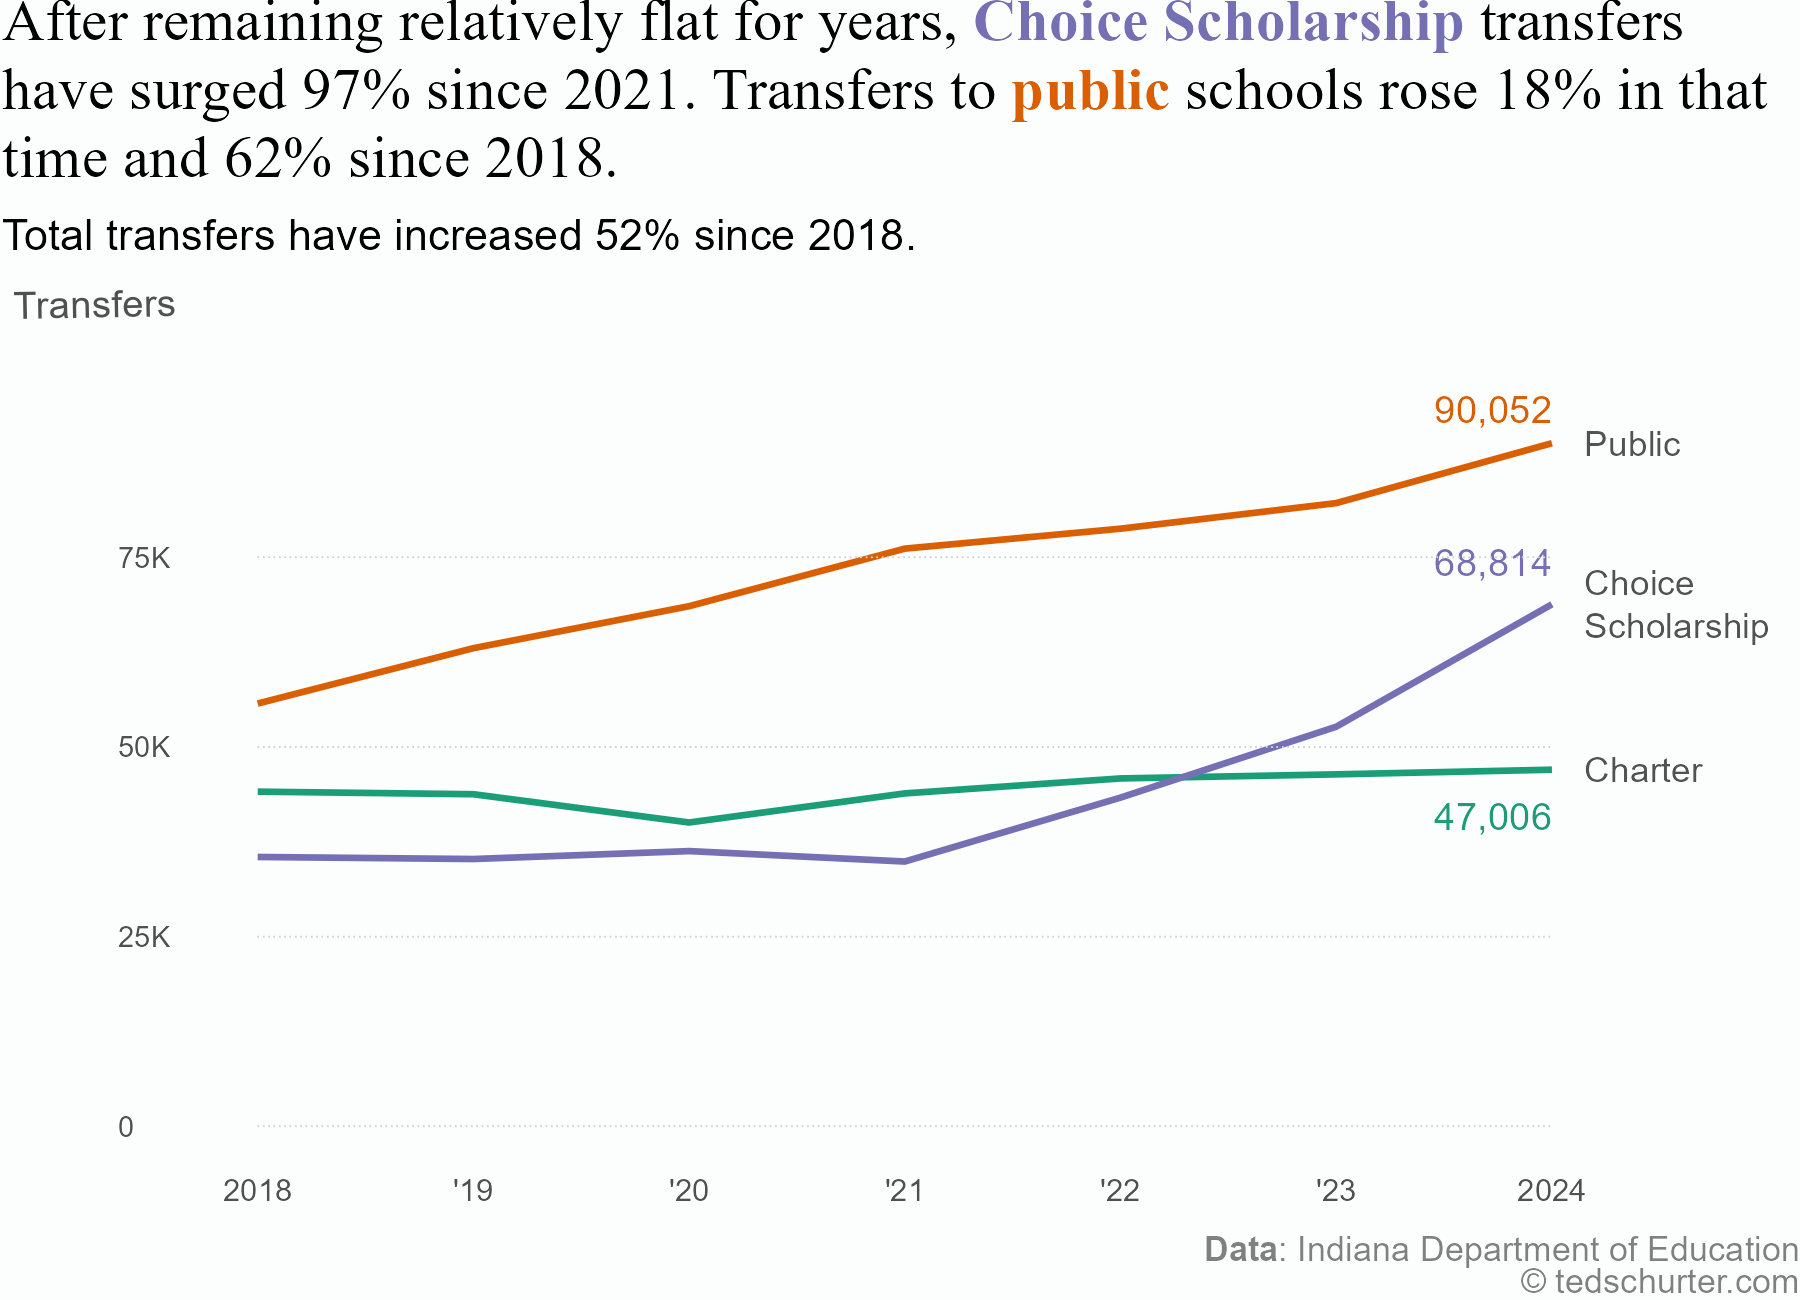 After remaining relatively flat for years, Choice Scholarship transfers
have surged 97% since 2021. Transfers to public schools rose 18% in that
time and 62% since 2018.
Total transfers have increased 52% since 2018.
Transfers
90,052
Public
75K
68,814
Choice
Scholarship
50K
Charter
47,006
25K
0
2018 '19 '20 '21 '22 '23 2024
Data: Indiana Department of Education
© tedschurter.com